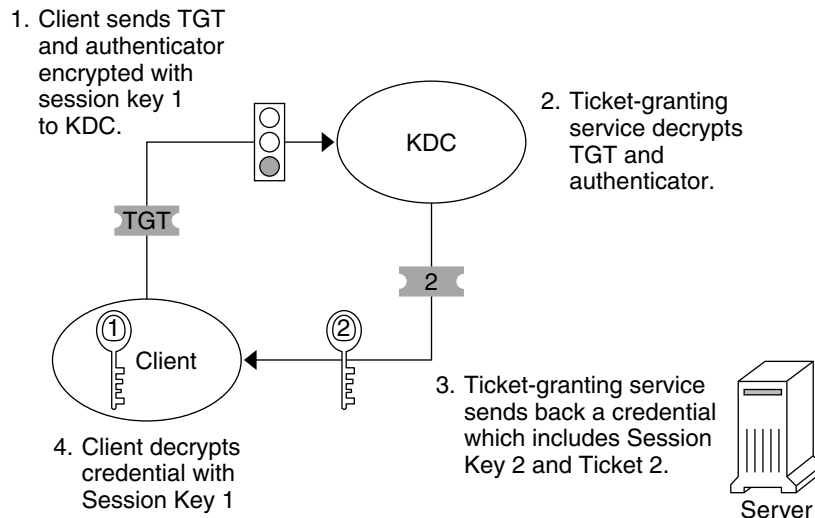 1. Client sends TGT
and authenticator
encrypted with
session key 1
to KDC.
KDC
2. Ticket-granting
service decrypts
TGT and
authenticator.
TGT
2
1
Client
2
3. Ticket-granting service
sends back a credential
which includes Session
Key 2 and Ticket 2.
4. Client decrypts
credential with
Session Key 1
Server